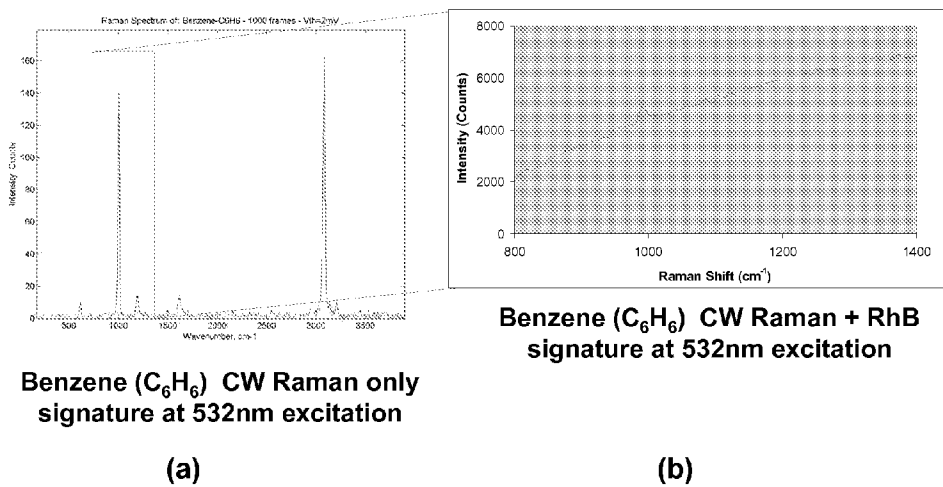 Raman Spectrum of: Benzene-C6H6 - 1000 frames - Vth=2mV
160
140
120
100
80
60
40
20
0
Intensity, Counts
500 1000 1500 2000 2500 3000 3500
Wavenumber, cm-1
8000
6000
4000
2000
0
Intensity (Counts)
800 1000 1200 1400
Raman Shift (cm⁻¹)
Benzene (C₆H₆) CW Raman only
signature at 532nm excitation
(a)
Benzene (C₆H₆) CW Raman + RhB
signature at 532nm excitation
(b)